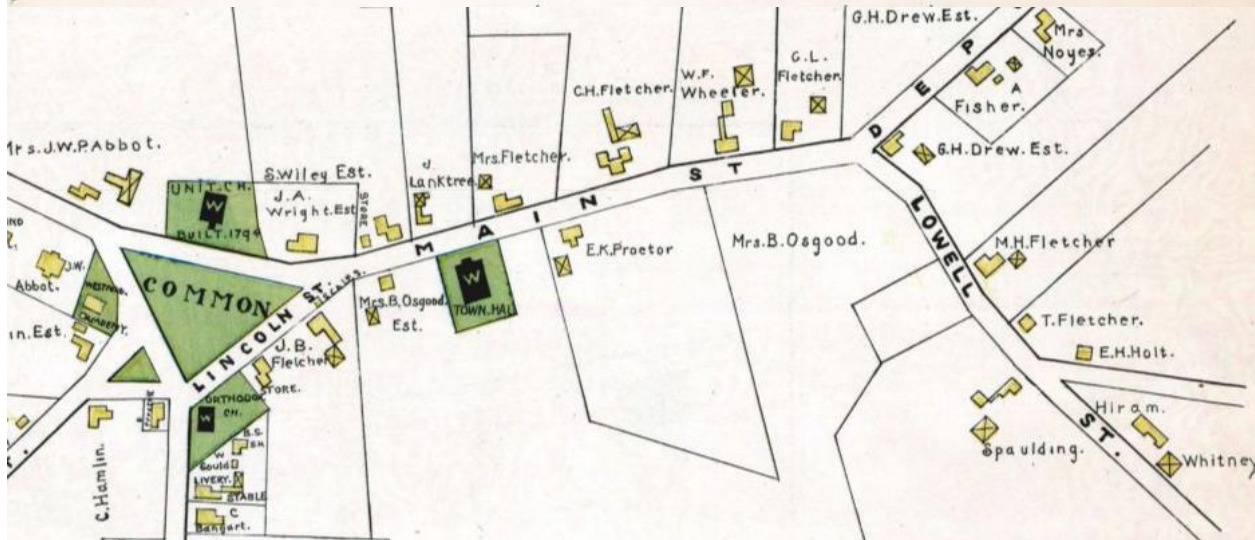 G.H.Drew.Est.
Mrs
Noyes.
A
Fisher.
G.L.
Fletcher.
W.F.
Wheeler.
C.H.Fletcher.
DEP
G.H.Drew.Est.
Mrs.J.W.P.Abbot.
UNIT.CH.
W
BUILT.1794
S.Wiley Est.
J.A.
Wright.Est
STORE
J.
Lanktree.
Mrs.Fletcher.
MAIN ST
E.K.Proctor
Mrs.B.Osgood.
LOWELL ST.
M.H.Fletcher
T.Fletcher.
E.H.Holt.
Hiram.
Whitney
Spaulding.
J.W.
Abbot.
ACADEMY.
in.Est.
COMMON
LINCOLN ST.
SCALES.
Mrs.B.Osgood.
Est.
W
TOWN.HAL
J.B.
Fletcher
STORE.
ORTHODOX
CH.
W
B.S.
SH.
W
Gould
LIVERY.
STABLE
C
Bangart.
C.Hamlin.